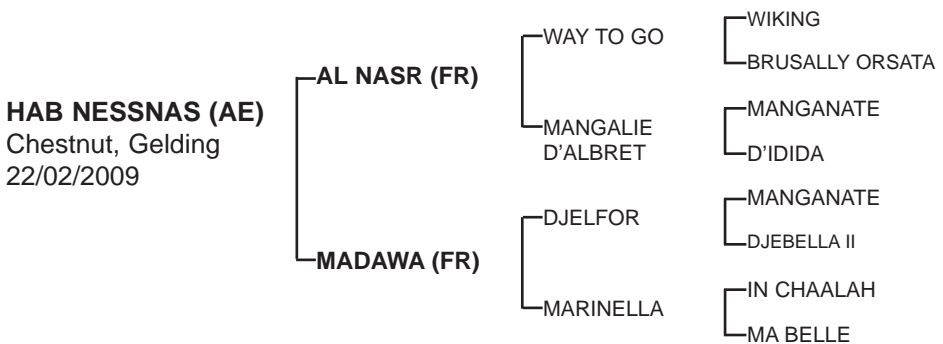 HAB NESSNAS (AE)
Chestnut, Gelding
22/02/2009
AL NASR (FR)
MADAWA (FR)
WAY TO GO
MANGALIE
D'ALBRET
DJELFOR
MARINELLA
WIKING
BRUSALLY ORSATA
MANGANATE
D'IDIDA
MANGANATE
DJEBELLA II
IN CHAALAH
MA BELLE